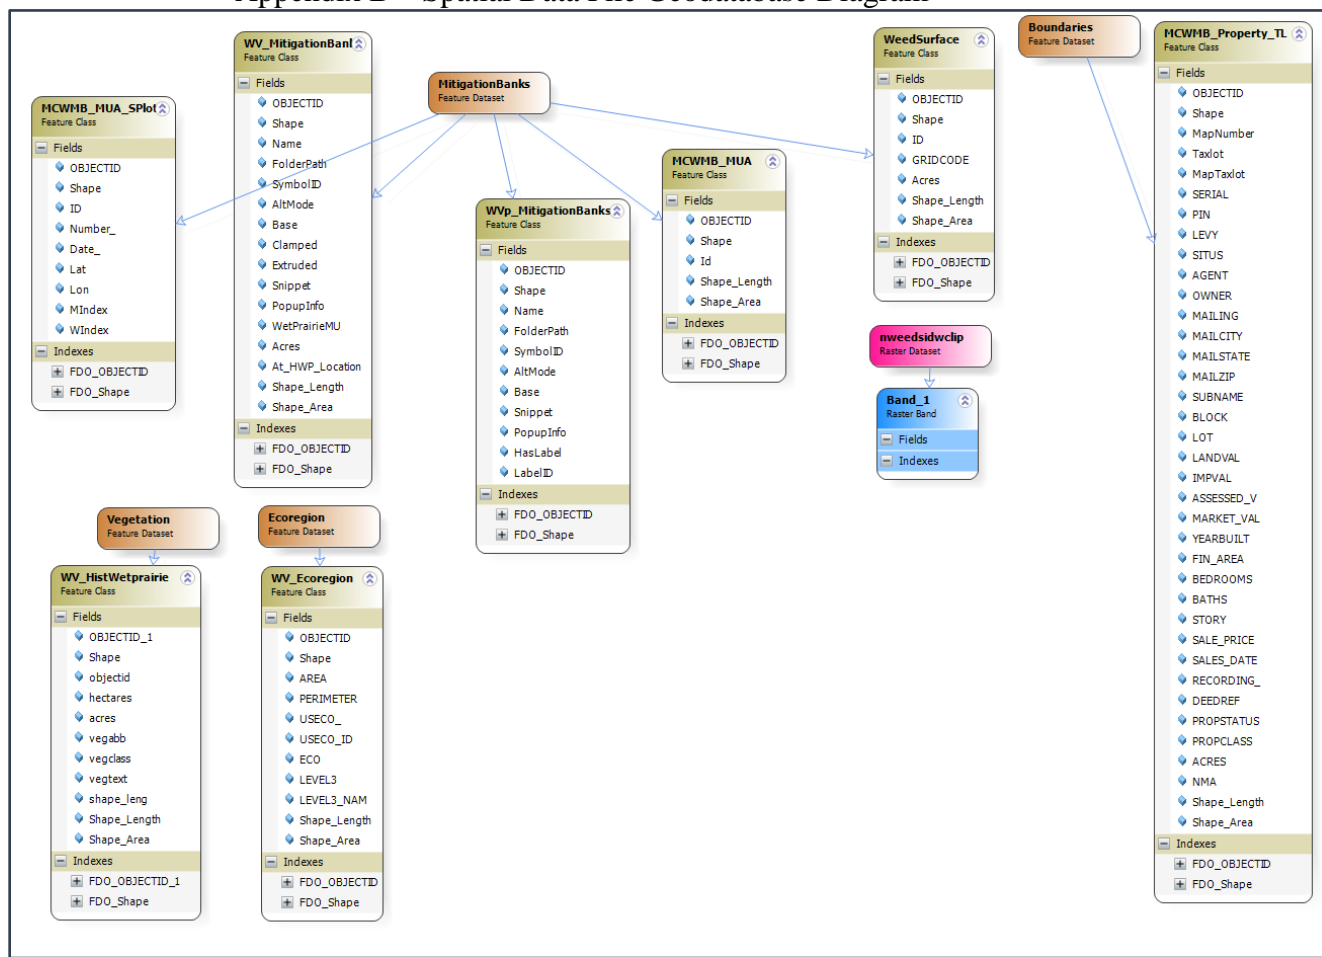 Appendix B – Spatial Data File Geodatabase Diagram
MCWMB_MUA_SPlot
Feature Class
Fields
OBJECTID
Shape
ID
Number_
Date_
Lat
Lon
MIndex
WIndex
Indexes
FDO_OBJECTID
FDO_Shape
WV_MitigationBanl
Feature Class
Fields
OBJECTID
Shape
Name
FolderPath
SymbolID
AltMode
Base
Clamped
Extruded
Snippet
PopupInfo
WetPrairieMU
Acres
At_HWP_Location
Shape_Length
Shape_Area
Indexes
FDO_OBJECTID
FDO_Shape
MitigationBanks
Feature Dataset
WVp_MitigationBanks
Feature Class
Fields
OBJECTID
Shape
Name
FolderPath
SymbolID
AltMode
Base
Snippet
PopupInfo
HasLabel
LabelID
Indexes
FDO_OBJECTID
FDO_Shape
MCWMB_MUA
Feature Class
Fields
OBJECTID
Shape
Id
Shape_Length
Shape_Area
Indexes
FDO_OBJECTID
FDO_Shape
WeedSurface
Feature Class
Fields
OBJECTID
Shape
ID
GRIDCODE
Acres
Shape_Length
Shape_Area
Indexes
FDO_OBJECTID
FDO_Shape
nweedsidwclip
Raster Dataset
Band_1
Raster Band
Fields
Indexes
Boundaries
Feature Dataset
MCWMB_Property_TL
Feature Class
Fields
OBJECTID
Shape
MapNumber
Taxlot
MapTaxlot
SERIAL
PIN
LEVY
SITUS
AGENT
OWNER
MAILING
MAILCITY
MAILSTATE
MAILZIP
SUBNAME
BLOCK
LOT
LANDVAL
IMPVAL
ASSESSED_V
MARKET_VAL
YEARBUILT
FIN_AREA
BEDROOMS
BATHS
STORY
SALE_PRICE
SALES_DATE
RECORDING_
DEEDREF
PROPSTATUS
PROPCLASS
ACRES
NMA
Shape_Length
Shape_Area
Indexes
FDO_OBJECTID
FDO_Shape
Vegetation
Feature Dataset
WV_HistWetprairie
Feature Class
Fields
OBJECTID_1
Shape
objectid
hectares
acres
vegabb
vegclass
vegtext
shape_leng
Shape_Length
Shape_Area
Indexes
FDO_OBJECTID_1
FDO_Shape
Ecoregion
Feature Dataset
WV_Ecoregion
Feature Class
Fields
OBJECTID
Shape
AREA
PERIMETER
USECO_
USECO_ID
ECO
LEVEL3
LEVEL3_NAM
Shape_Length
Shape_Area
Indexes
FDO_OBJECTID
FDO_Shape